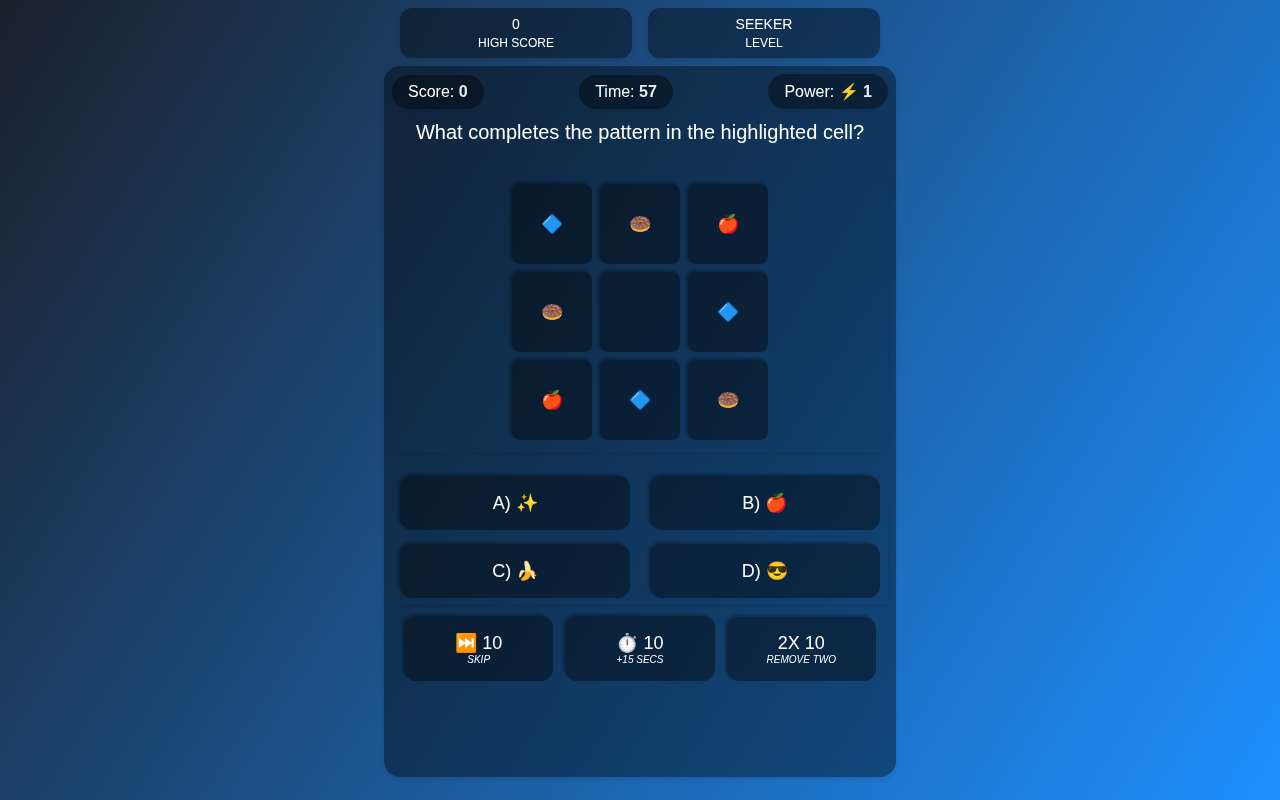 0
HIGH SCORE
SEEKER
LEVEL
Score: 0
Time: 57
Power: ⚡ 1
What completes the pattern in the highlighted cell?
🔷 🍩 🍎
🍩 🔷
🍎 🔷 🍩
A) ✨
B) 🍎
C) 🍌
D) 😎
⏭️ 10
SKIP
⏱️ 10
+15 SECS
2X 10
REMOVE TWO